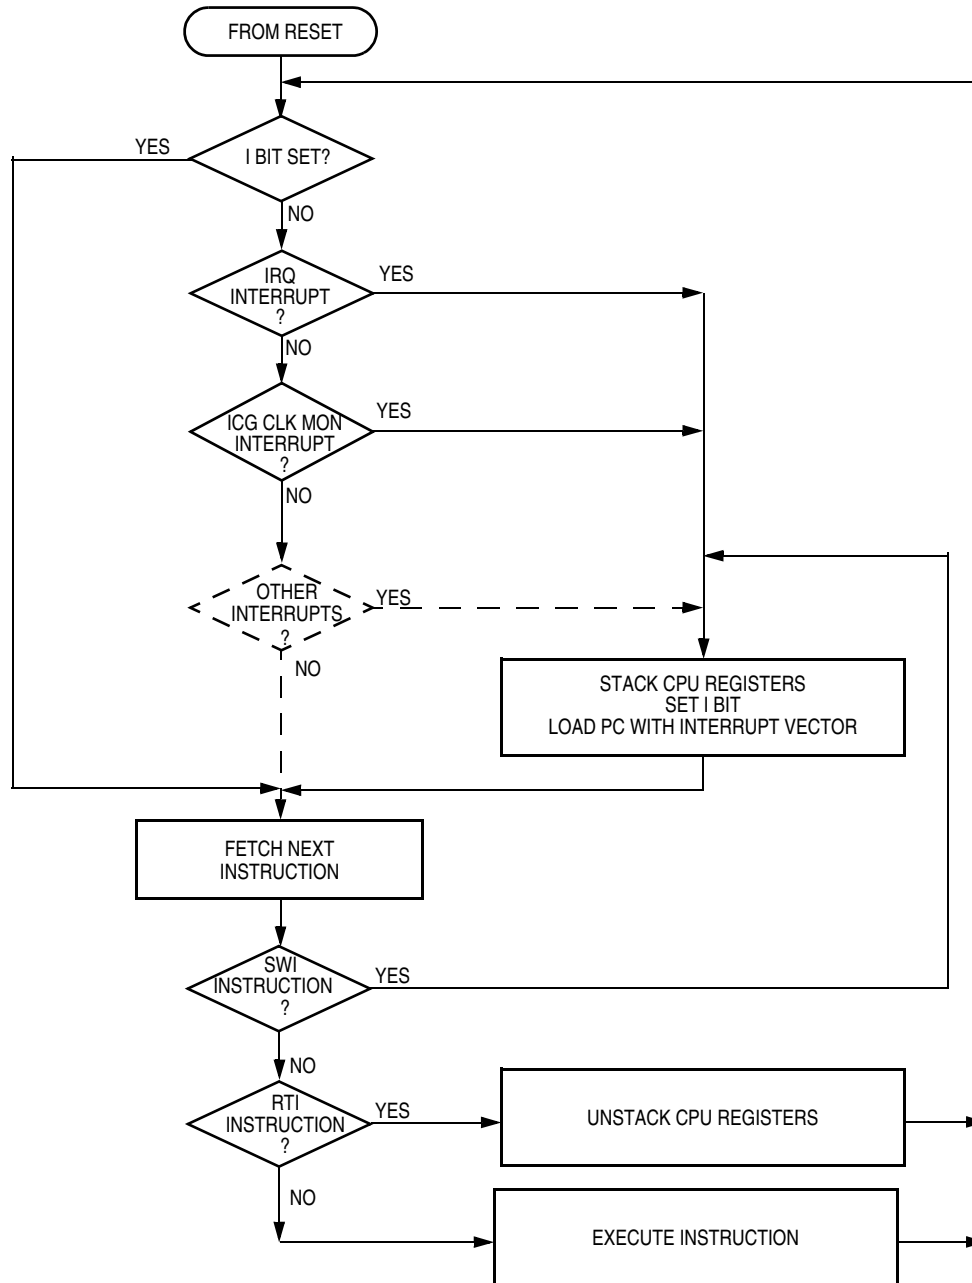 FROM RESET
YES
I BIT SET?
NO
IRQ
INTERRUPT
?
YES
NO
ICG CLK MON
INTERRUPT
?
YES
NO
OTHER
INTERRUPTS
?
YES
NO
STACK CPU REGISTERS
SET I BIT
LOAD PC WITH INTERRUPT VECTOR
FETCH NEXT
INSTRUCTION
SWI
INSTRUCTION
?
YES
NO
RTI
INSTRUCTION
?
YES
UNSTACK CPU REGISTERS
NO
EXECUTE INSTRUCTION